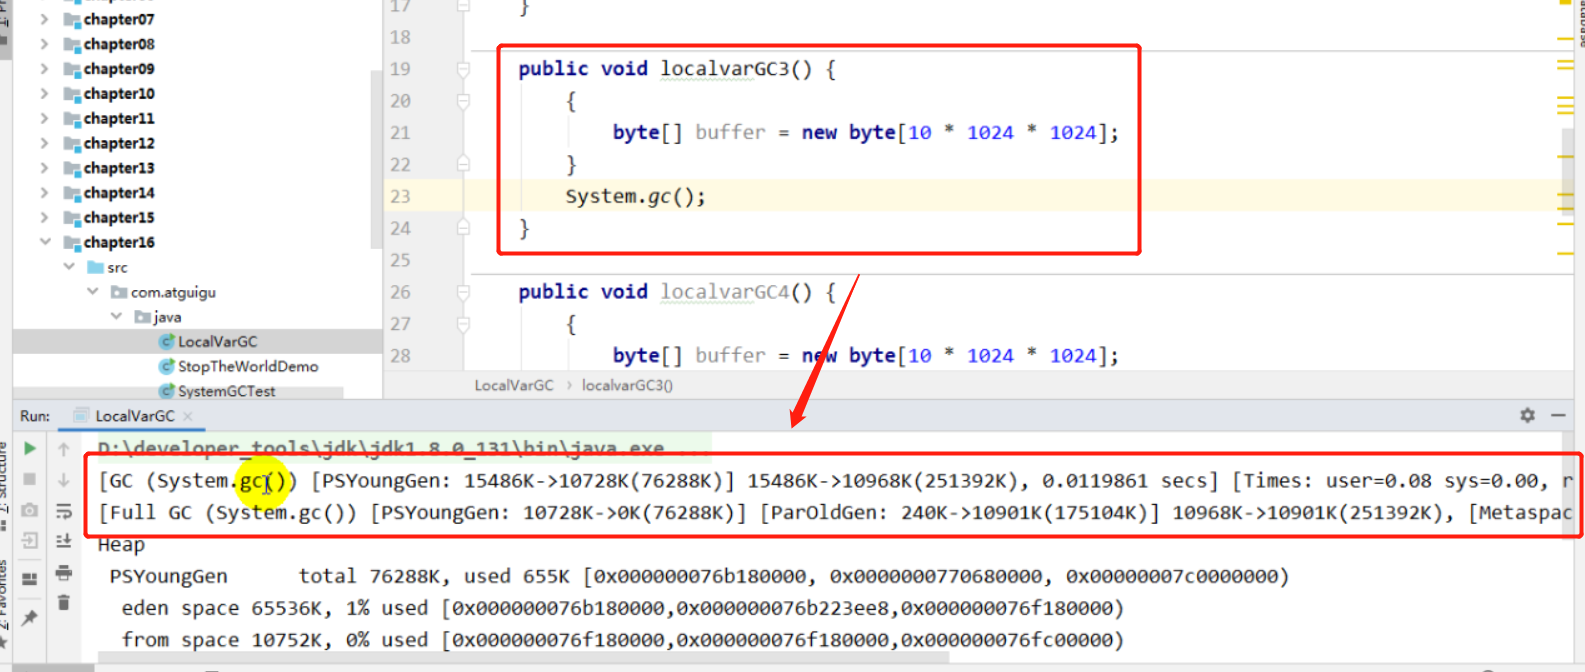 chapter07
chapter08
chapter09
chapter10
chapter11
chapter12
chapter13
chapter14
chapter15
chapter16
src
com.atguigu
java
LocalVarGC
StopTheWorldDemo
SystemGCTest
17 }
18
19 public void localvarGC3() {
20 {
21 byte[] buffer = new byte[10 * 1024 * 1024];
22 }
23 System.gc();
24 }
25
26 public void localvarGC4() {
27 {
28 byte[] buffer = new byte[10 * 1024 * 1024];
LocalVarGC › localvarGC3()
Run: LocalVarGC ×
D:\developer_tools\jdk\jdk1.8.0_131\bin\java.exe ...
[GC (System.gc()) [PSYoungGen: 15486K->10728K(76288K)] 15486K->10968K(251392K), 0.0119861 secs] [Times: user=0.08 sys=0.00, r
[Full GC (System.gc()) [PSYoungGen: 10728K->0K(76288K)] [ParOldGen: 240K->10901K(175104K)] 10968K->10901K(251392K), [Metaspac
Heap
PSYoungGen total 76288K, used 655K [0x000000076b180000, 0x0000000770680000, 0x00000007c0000000)
eden space 65536K, 1% used [0x000000076b180000,0x000000076b223ee8,0x000000076f180000)
from space 10752K, 0% used [0x000000076f180000,0x000000076f180000,0x000000076fc00000)
2: Favorites